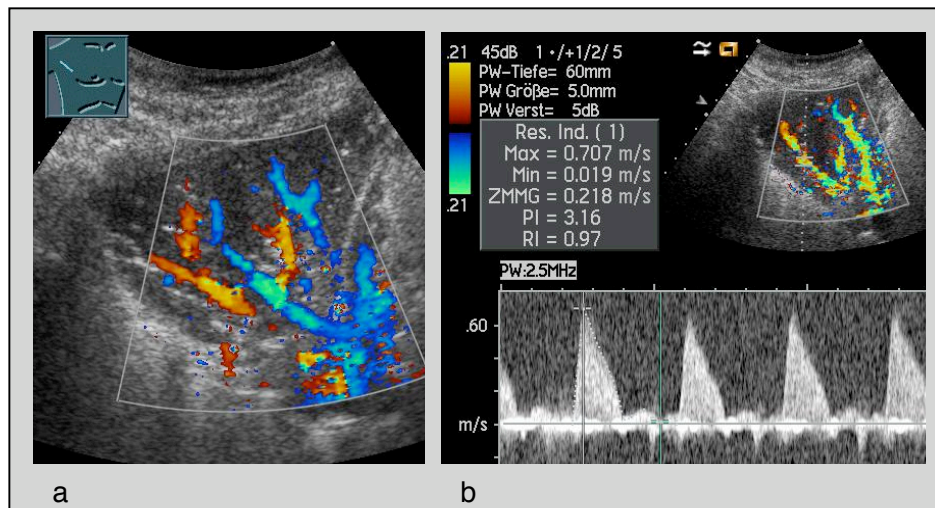 .21
.21
45dB 1 •/+1/2/ 5
PW-Tiefe= 60mm
PW Größe= 5.0mm
PW Verst= 5dB
Res. Ind. ( 1)
Max = 0.707 m/s
Min = 0.019 m/s
ZMMG = 0.218 m/s
PI = 3.16
RI = 0.97
PW:2.5MHz
.60
m/s
a
b